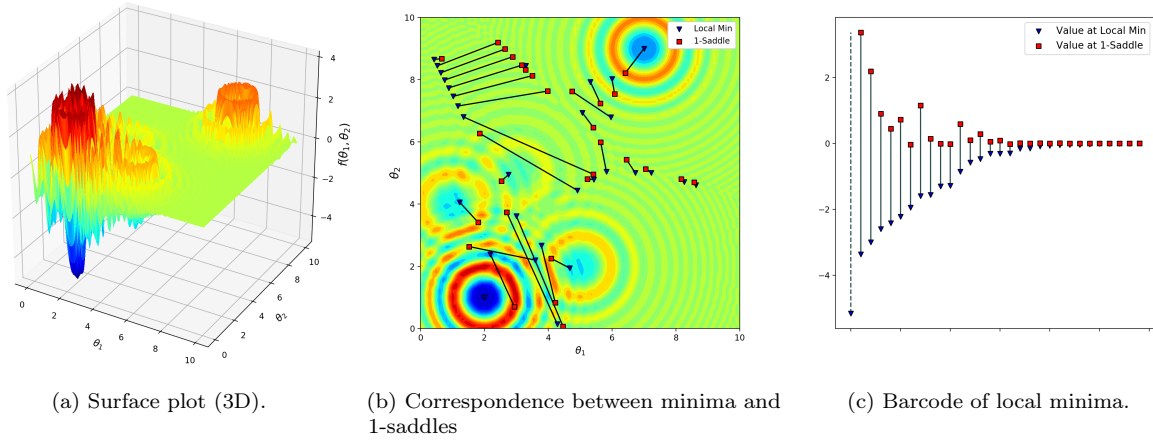 4
2
0
−2
−4
f(θ1, θ2)
0
2
4
6
8
10
θ1
0
2
4
6
8
10
θ2
(a) Surface plot (3D).
Local Min
1-Saddle
10
8
6
4
2
0
θ2
0
2
4
6
8
10
θ1
(b) Correspondence between minima and
1-saddles
Value at Local Min
Value at 1-Saddle
2
0
−2
−4
(c) Barcode of local minima.